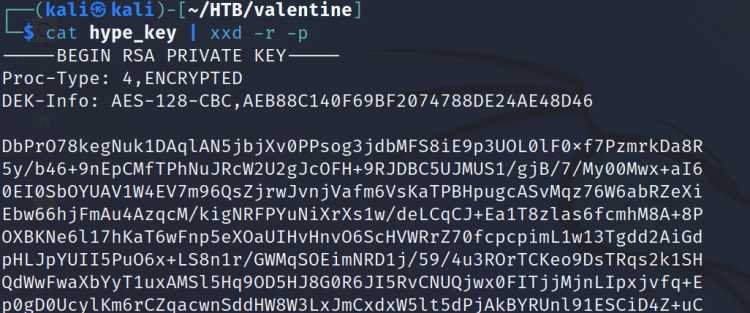 ┌──(kali㉿kali)-[~/HTB/valentine]
└─$ cat hype_key | xxd -r -p
-----BEGIN RSA PRIVATE KEY-----
Proc-Type: 4,ENCRYPTED
DEK-Info: AES-128-CBC,AEB88C140F69BF2074788DE24AE48D46

DbPrO78kegNuk1DAqlAN5jbjXv0PPsog3jdbMFS8iE9p3UOL0lF0xf7PzmrkDa8R
5y/b46+9nEpCMfTPhNuJRcW2U2gJcOFH+9RJDBC5UJMUS1/gjB/7/My00Mwx+aI6
0EI0SbOYUAV1W4EV7m96QsZjrwJvnjVafm6VsKaTPBHpugcASvMqz76W6abRZeXi
Ebw66hjFmAu4AzqcM/kigNRFPYuNiXrXs1w/deLCqCJ+Ea1T8zlas6fcmhM8A+8P
OXBKNe6l17hKaT6wFnp5eXOaUIHvHnvO6ScHVWRrZ70fcpcpimL1w13Tgdd2AiGd
pHLJpYUII5PuO6x+LS8n1r/GWMqSOEimNRD1j/59/4u3ROrTCKeo9DsTRqs2k1SH
QdWwFwaXbYyT1uxAMSl5Hq9OD5HJ8G0R6JI5RvCNUQjwx0FITjjMjnLIpxjvfq+E
p0gD0UcylKm6rCZqacwnSddHW8W3LxJmCxdxW5lt5dPjAkBYRUnl91ESCiD4Z+uC